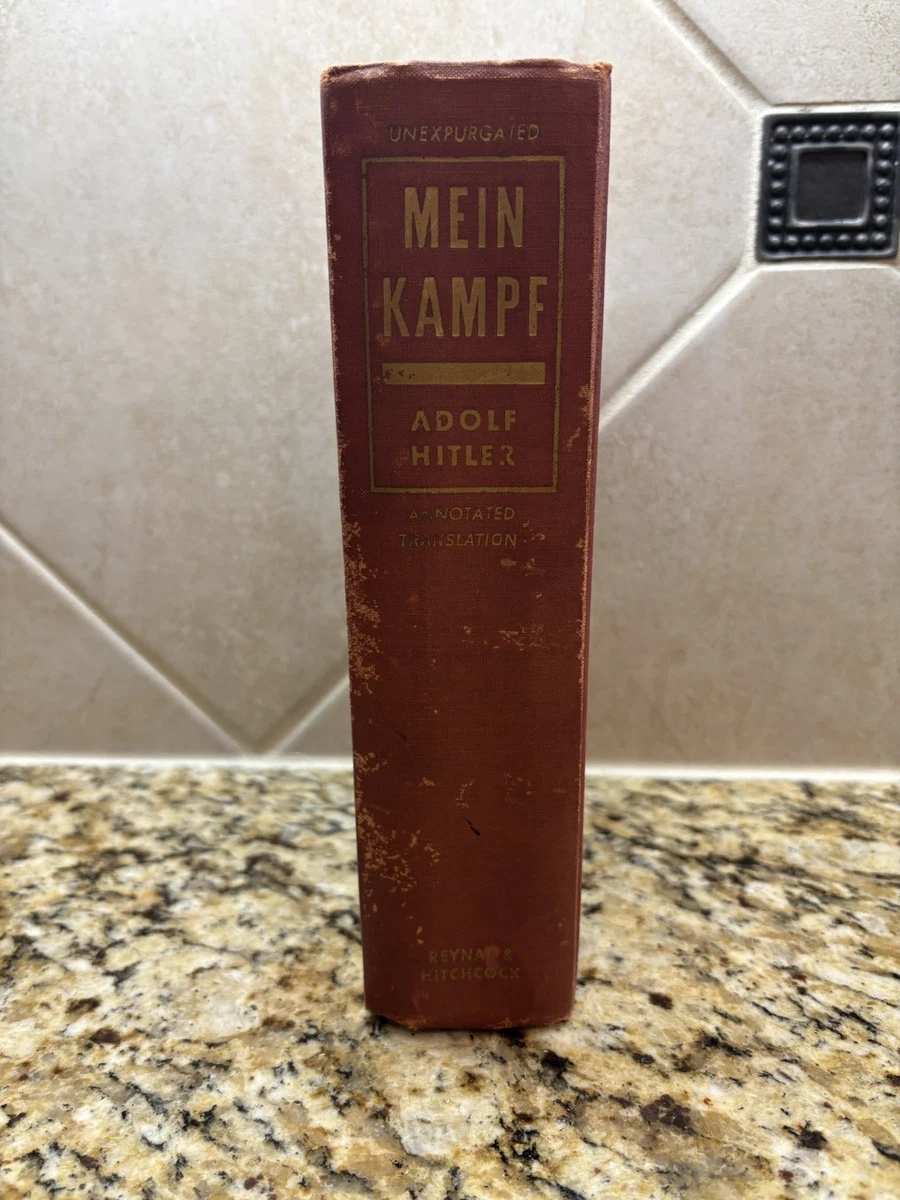 UNEXPURGATED
MEIN
KAMPF
ADOLF
HITLER
ANNOTATED
TRANSLATION
REYNAL &
HITCHCOCK